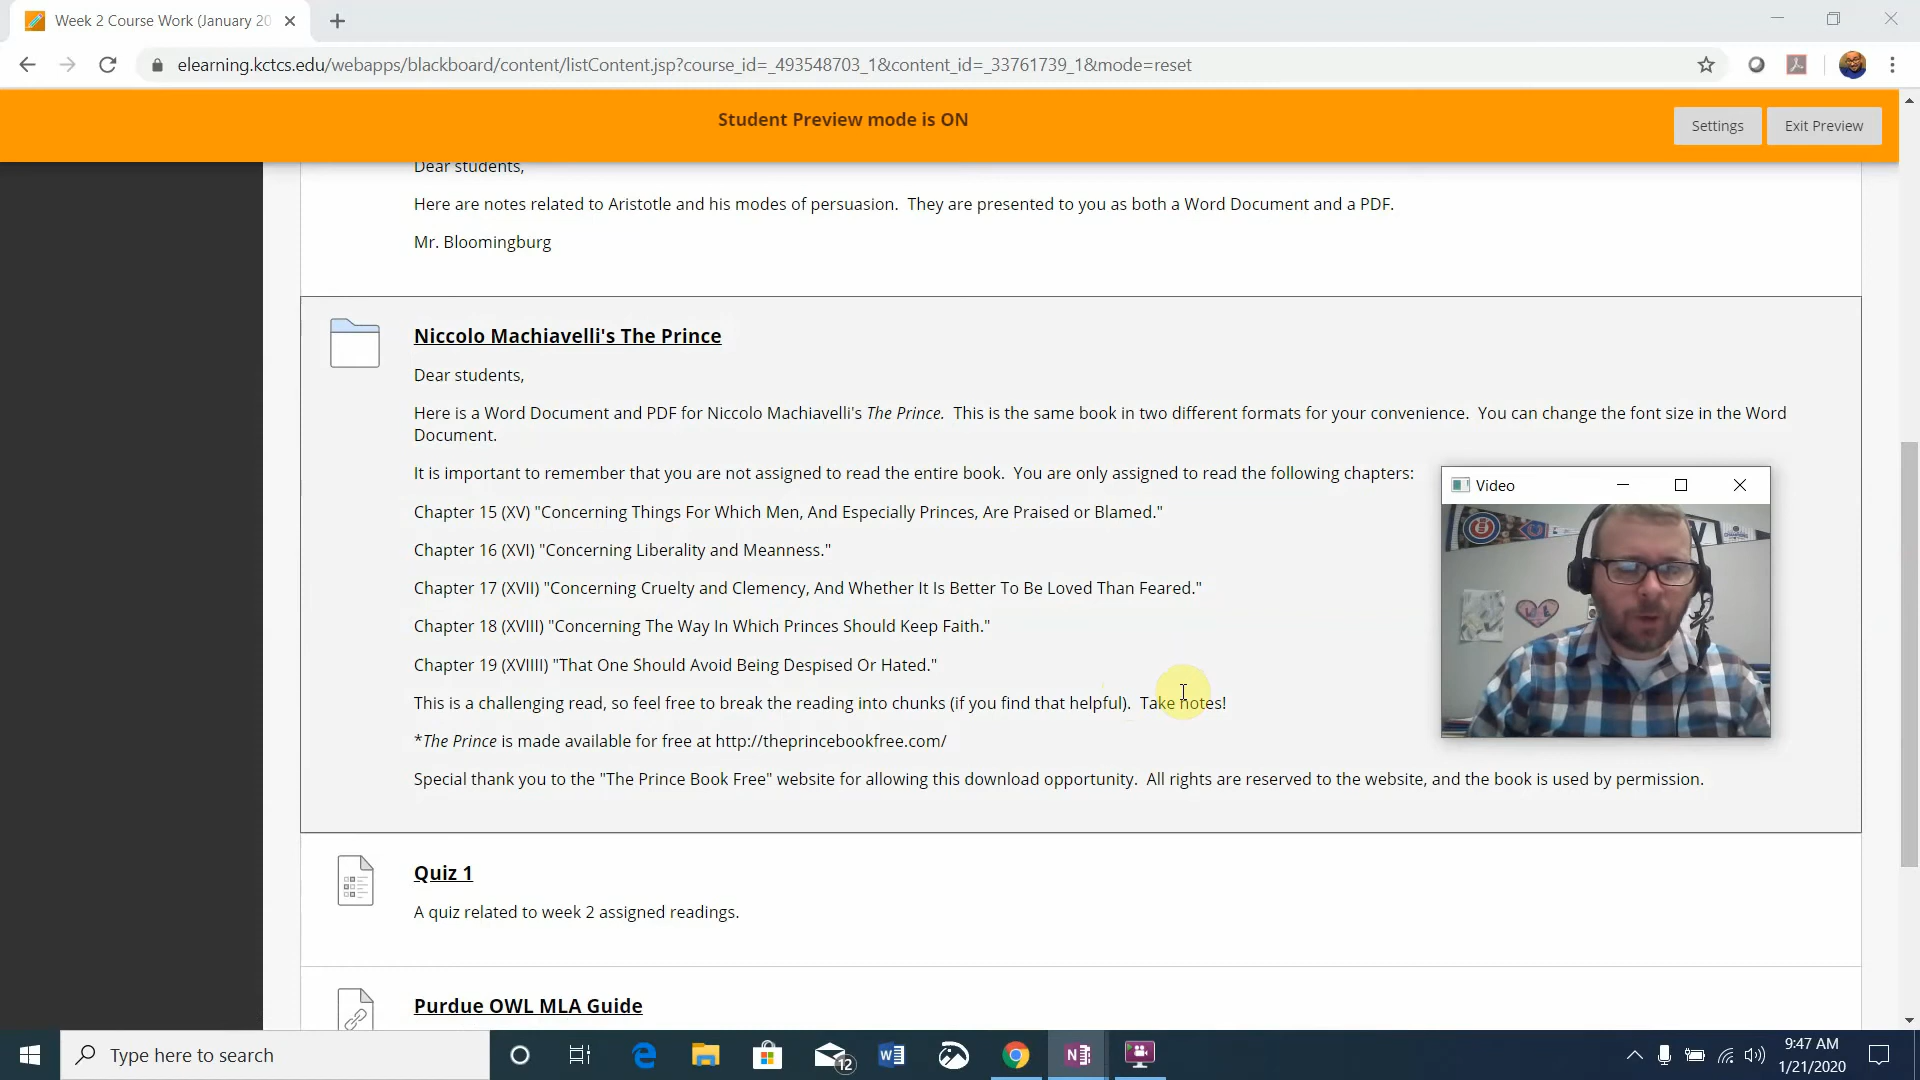 Week 2 Course Work (January 20
elearning.kctcs.edu/webapps/blackboard/content/listContent.jsp?course_id=_493548703_1&content_id=_33761739_1&mode=reset
Student Preview mode is ON
Settings
Exit Preview
Dear students,
Here are notes related to Aristotle and his modes of persuasion.  They are presented to you as both a Word Document and a PDF.
Mr. Bloomingburg
Niccolo Machiavelli's The Prince
Dear students,
Here is a Word Document and PDF for Niccolo Machiavelli's The Prince.  This is the same book in two different formats for your convenience.  You can change the font size in the Word
Document.
It is important to remember that you are not assigned to read the entire book.  You are only assigned to read the following chapters:
Chapter 15 (XV) "Concerning Things For Which Men, And Especially Princes, Are Praised or Blamed."
Chapter 16 (XVI) "Concerning Liberality and Meanness."
Chapter 17 (XVII) "Concerning Cruelty and Clemency, And Whether It Is Better To Be Loved Than Feared."
Chapter 18 (XVIII) "Concerning The Way In Which Princes Should Keep Faith."
Chapter 19 (XVIIII) "That One Should Avoid Being Despised Or Hated."
This is a challenging read, so feel free to break the reading into chunks (if you find that helpful).  Take notes!
*The Prince is made available for free at http://theprincebookfree.com/
Special thank you to the "The Prince Book Free" website for allowing this download opportunity.  All rights are reserved to the website, and the book is used by permission.
Video
Quiz 1
A quiz related to week 2 assigned readings.
Purdue OWL MLA Guide
Type here to search
12
9:47 AM
1/21/2020